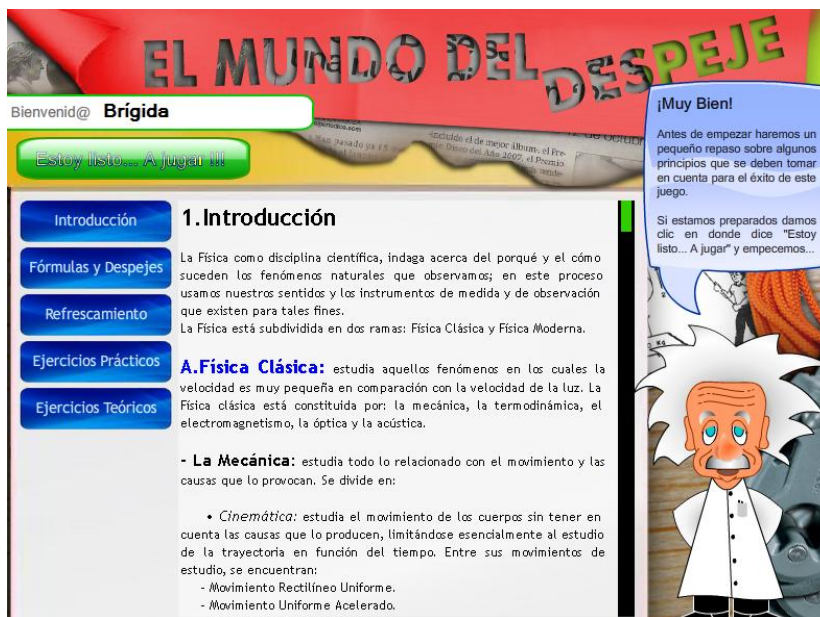 EL MUNDO DEL DESPEJE
Bienvenid@ Brígida
Estoy listo... A jugar !!!
Introducción
Fórmulas y Despejes
Refrescamiento
Ejercicios Prácticos
Ejercicios Teóricos
1.Introducción
La Física como disciplina científica, indaga acerca del porqué y el cómo
suceden los fenómenos naturales que observamos; en este proceso
usamos nuestros sentidos y los instrumentos de medida y de observación
que existen para tales fines.
La Física está subdividida en dos ramas: Física Clásica y Física Moderna.
A.Física Clásica: estudia aquellos fenómenos en los cuales la
velocidad es muy pequeña en comparación con la velocidad de la luz. La
Física clásica está constituida por: la mecánica, la termodinámica, el
electromagnetismo, la óptica y la acústica.
- La Mecánica: estudia todo lo relacionado con el movimiento y las
causas que lo provocan. Se divide en:
• Cinemática: estudia el movimiento de los cuerpos sin tener en
cuenta las causas que lo producen, limitándose esencialmente al estudio
de la trayectoria en función del tiempo. Entre sus movimientos de
estudio, se encuentran:
- Movimiento Rectilíneo Uniforme.
- Movimiento Uniforme Acelerado.
¡Muy Bien!
Antes de empezar haremos un
pequeño repaso sobre algunos
principios que se deben tomar
en cuenta para el éxito de este
juego.
Si estamos preparados damos
clic en donde dice "Estoy
listo... A jugar" y empecemos...